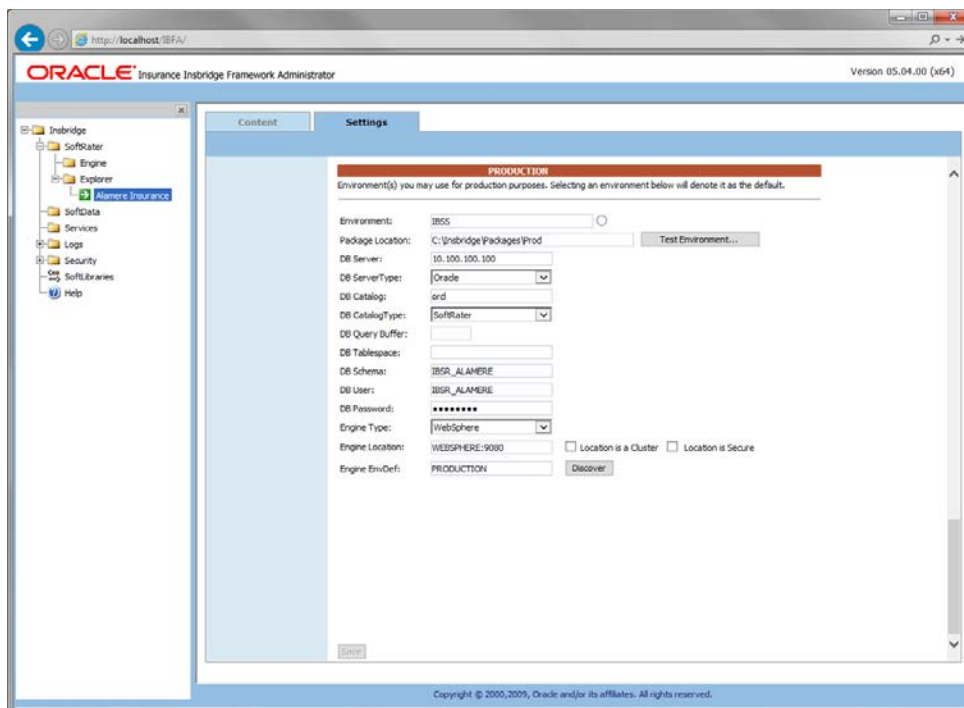 http://localhost/IBFA/
ORACLE Insurance Insbridge Framework Administrator
Version 05.04.00 (x64)
Insbridge
SoftRater
Engine
Explorer
Alamere Insurance
SoftData
Services
Logs
Security
SoftLibraries
Help
Content
Settings
PRODUCTION
Environment(s) you may use for production purposes. Selecting an environment below will denote it as the default.
Environment: IBSS
Package Location: C:\Insbridge\Packages\Prod Test Environment...
DB Server: 10.100.100.100
DB ServerType: Oracle
DB Catalog: ord
DB CatalogType: SoftRater
DB Query Buffer:
DB Tablespace:
DB Schema: IBSR_ALAMERE
DB User: IBSR_ALAMERE
DB Password: ••••••••
Engine Type: WebSphere
Engine Location: WEBSPHERE:9080 Location is a Cluster Location is Secure
Engine EnvDef: PRODUCTION Discover
Save
Copyright © 2000,2009, Oracle and/or its affiliates. All rights reserved.